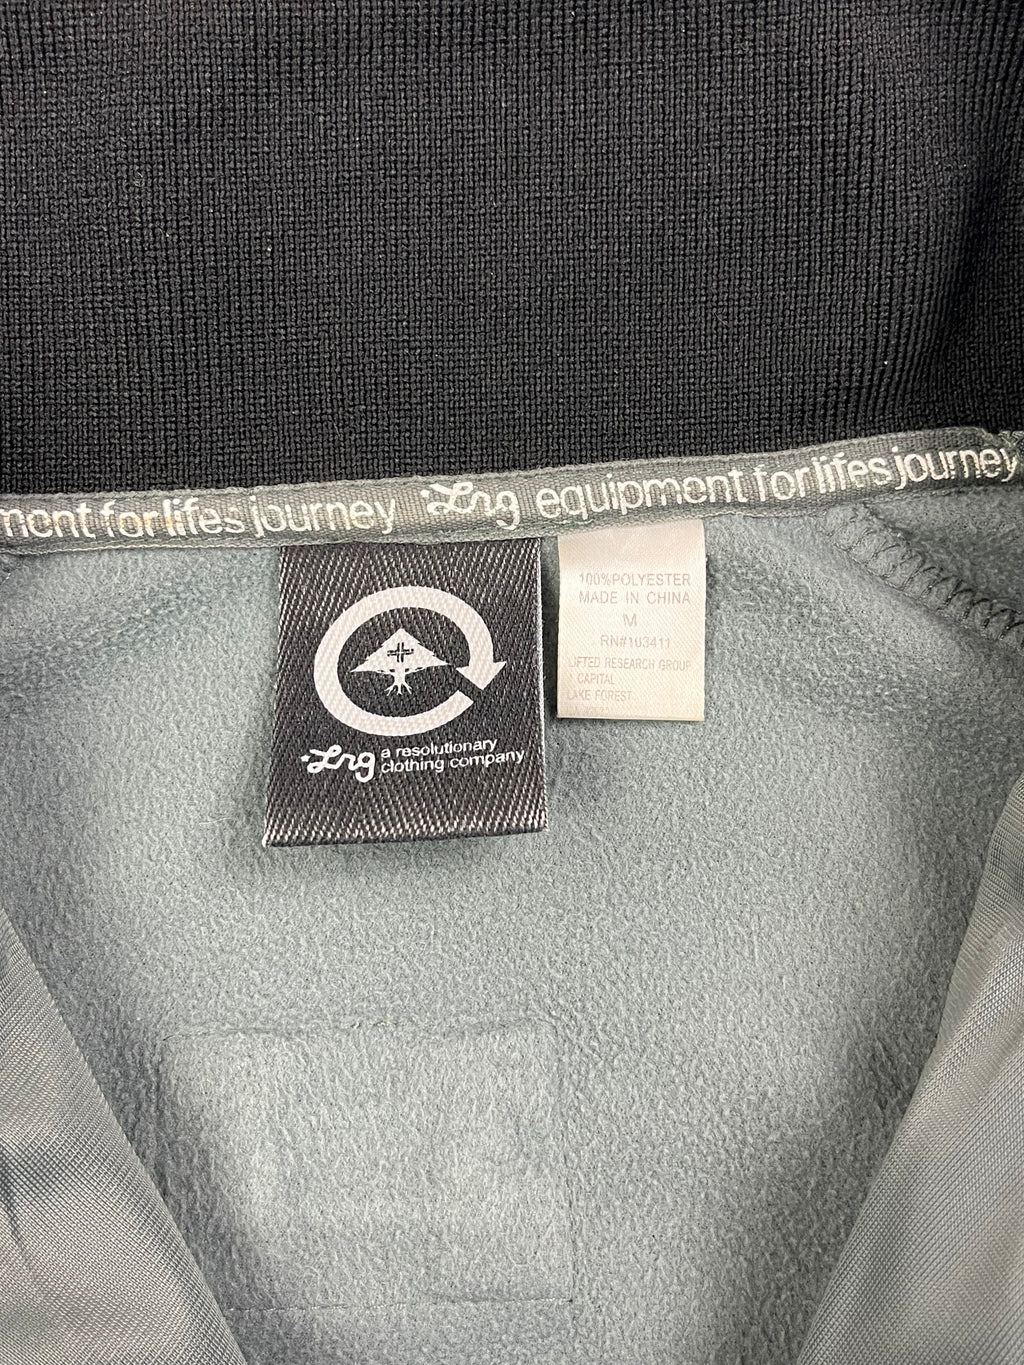 ment for lifes journey Lrg equipment for lifes journey
Lrg a resolutionary
clothing company
100%POLYESTER
MADE IN CHINA
M
RN#103411
LIFTED RESEARCH GROUP
1 CAPITAL
LAKE FOREST